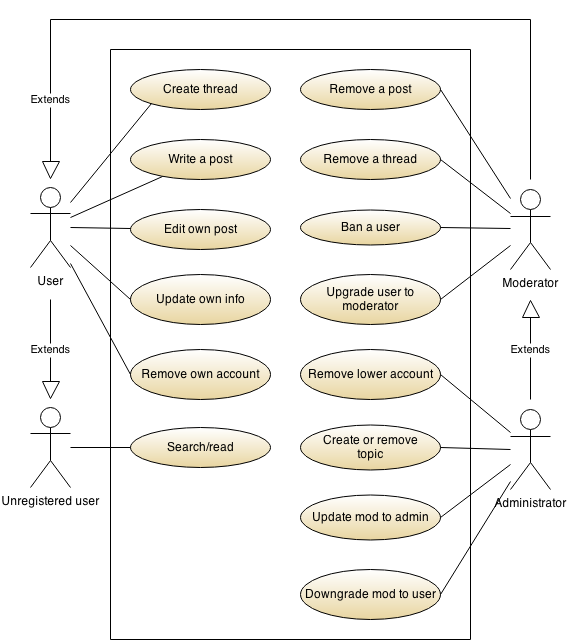 Create thread
Remove a post
Extends
Write a post
Remove a thread
Edit own post
Ban a user
User
Moderator
Update own info
Upgrade user to
moderator
Extends
Extends
Remove own account
Remove lower account
Search/read
Create or remove
topic
Unregistered user
Administrator
Update mod to admin
Downgrade mod to user